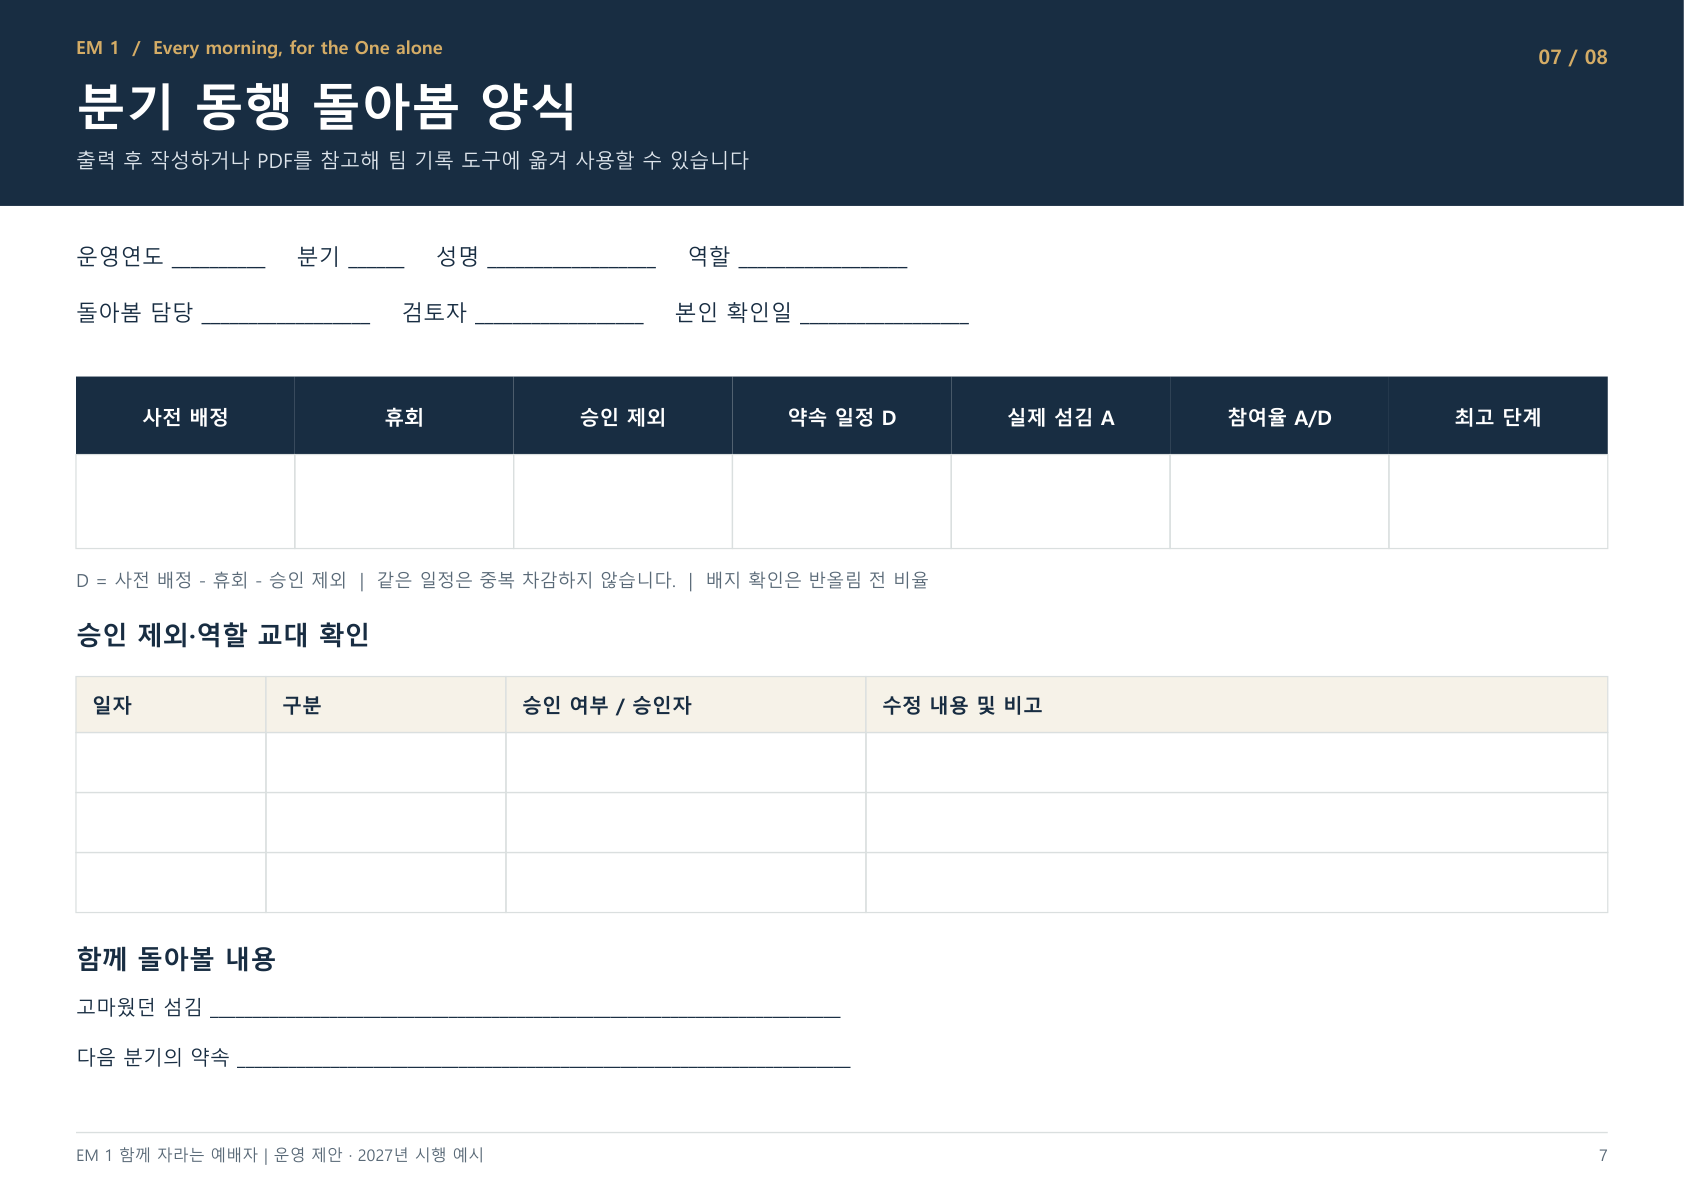 EM 1 / Every morning, for the One alone
07 / 08
분기 동행 돌아봄 양식
출력 후 작성하거나 PDF를 참고해 팀 기록 도구에 옮겨 사용할 수 있습니다
운영연도 __________ 분기 ______ 성명 __________________ 역할 __________________
돌아봄 담당 __________________ 검토자 __________________ 본인 확인일 __________________
사전 배정 휴회 승인 제외 약속 일정 D 실제 섬김 A 참여율 A/D 최고 단계
D = 사전 배정 - 휴회 - 승인 제외 | 같은 일정은 중복 차감하지 않습니다. | 배지 확인은 반올림 전 비율
승인 제외·역할 교대 확인
일자 구분 승인 여부 / 승인자 수정 내용 및 비고
함께 돌아볼 내용
고마웠던 섬김 ______________________________________________________________
다음 분기의 약속 ______________________________________________________________
EM 1 함께 자라는 예배자 | 운영 제안 · 2027년 시행 예시
7